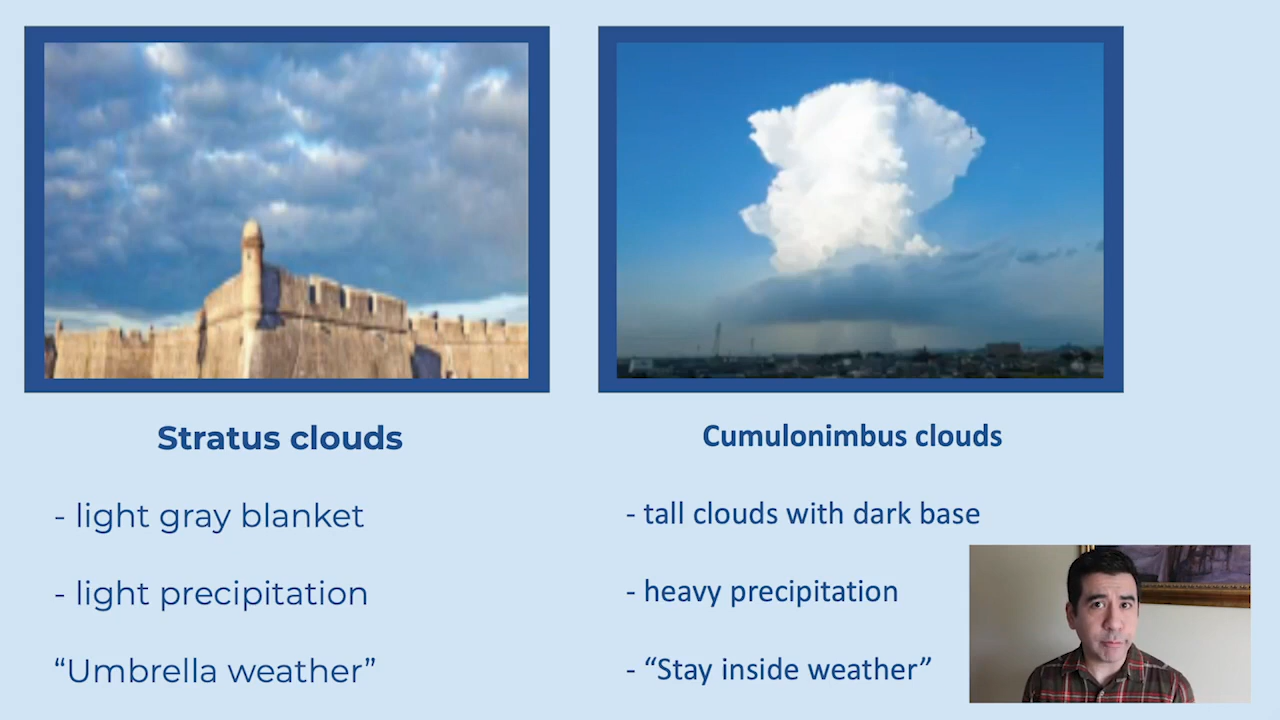 Stratus clouds
- light gray blanket
- light precipitation
“Umbrella weather”
Cumulonimbus clouds
- tall clouds with dark base
- heavy precipitation
- “Stay inside weather”